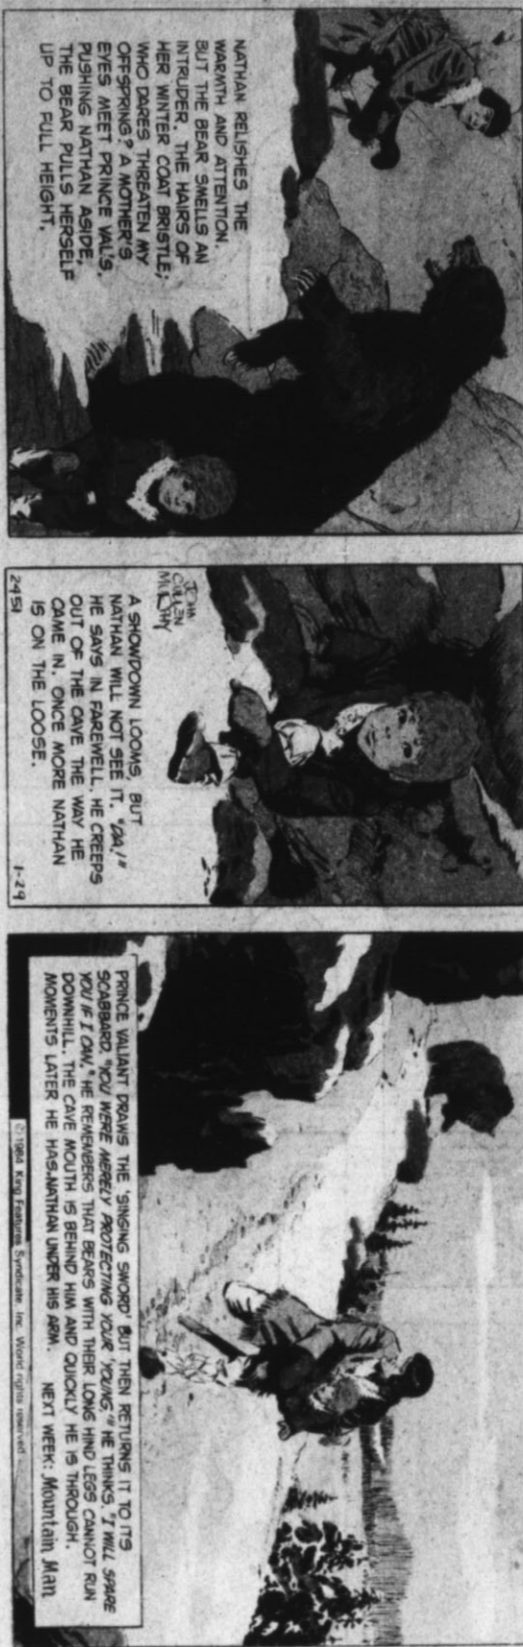 NATHAN RELISHES THE
WARMTH AND ATTENTION.
BUT THE BEAR SMELLS AN
INTRUDER. THE HAIRS OF
HER WINTER COAT BRISTLE;
WHO DARES THREATEN MY
OFFSPRING? A MOTHER'S
EYES MEET PRINCE VAL'S.
PUSHING NATHAN ASIDE,
THE BEAR PULLS HERSELF
UP TO FULL HEIGHT.
JOHN
CULLEN
MURPHY
A SHOWDOWN LOOMS, BUT
NATHAN WILL NOT SEE IT. "DA!"
HE SAYS IN FAREWELL. HE CREEPS
OUT OF THE CAVE THE WAY HE
CAME IN. ONCE MORE NATHAN
IS ON THE LOOSE.
2451
1-29
PRINCE VALIANT DRAWS THE 'SINGING SWORD' BUT THEN RETURNS IT TO ITS
SCABBARD. "YOU WERE MERELY PROTECTING YOUR YOUNG," HE THINKS. "I WILL SPARE
YOU IF I CAN." HE REMEMBERS THAT BEARS WITH THEIR LONG HIND LEGS CANNOT RUN
DOWNHILL. THE CAVE MOUTH IS BEHIND HIM AND QUICKLY HE IS THROUGH.
MOMENTS LATER HE HAS NATHAN UNDER HIS ARM. NEXT WEEK: Mountain Man
©1984 King Features Syndicate, Inc. World rights reserved